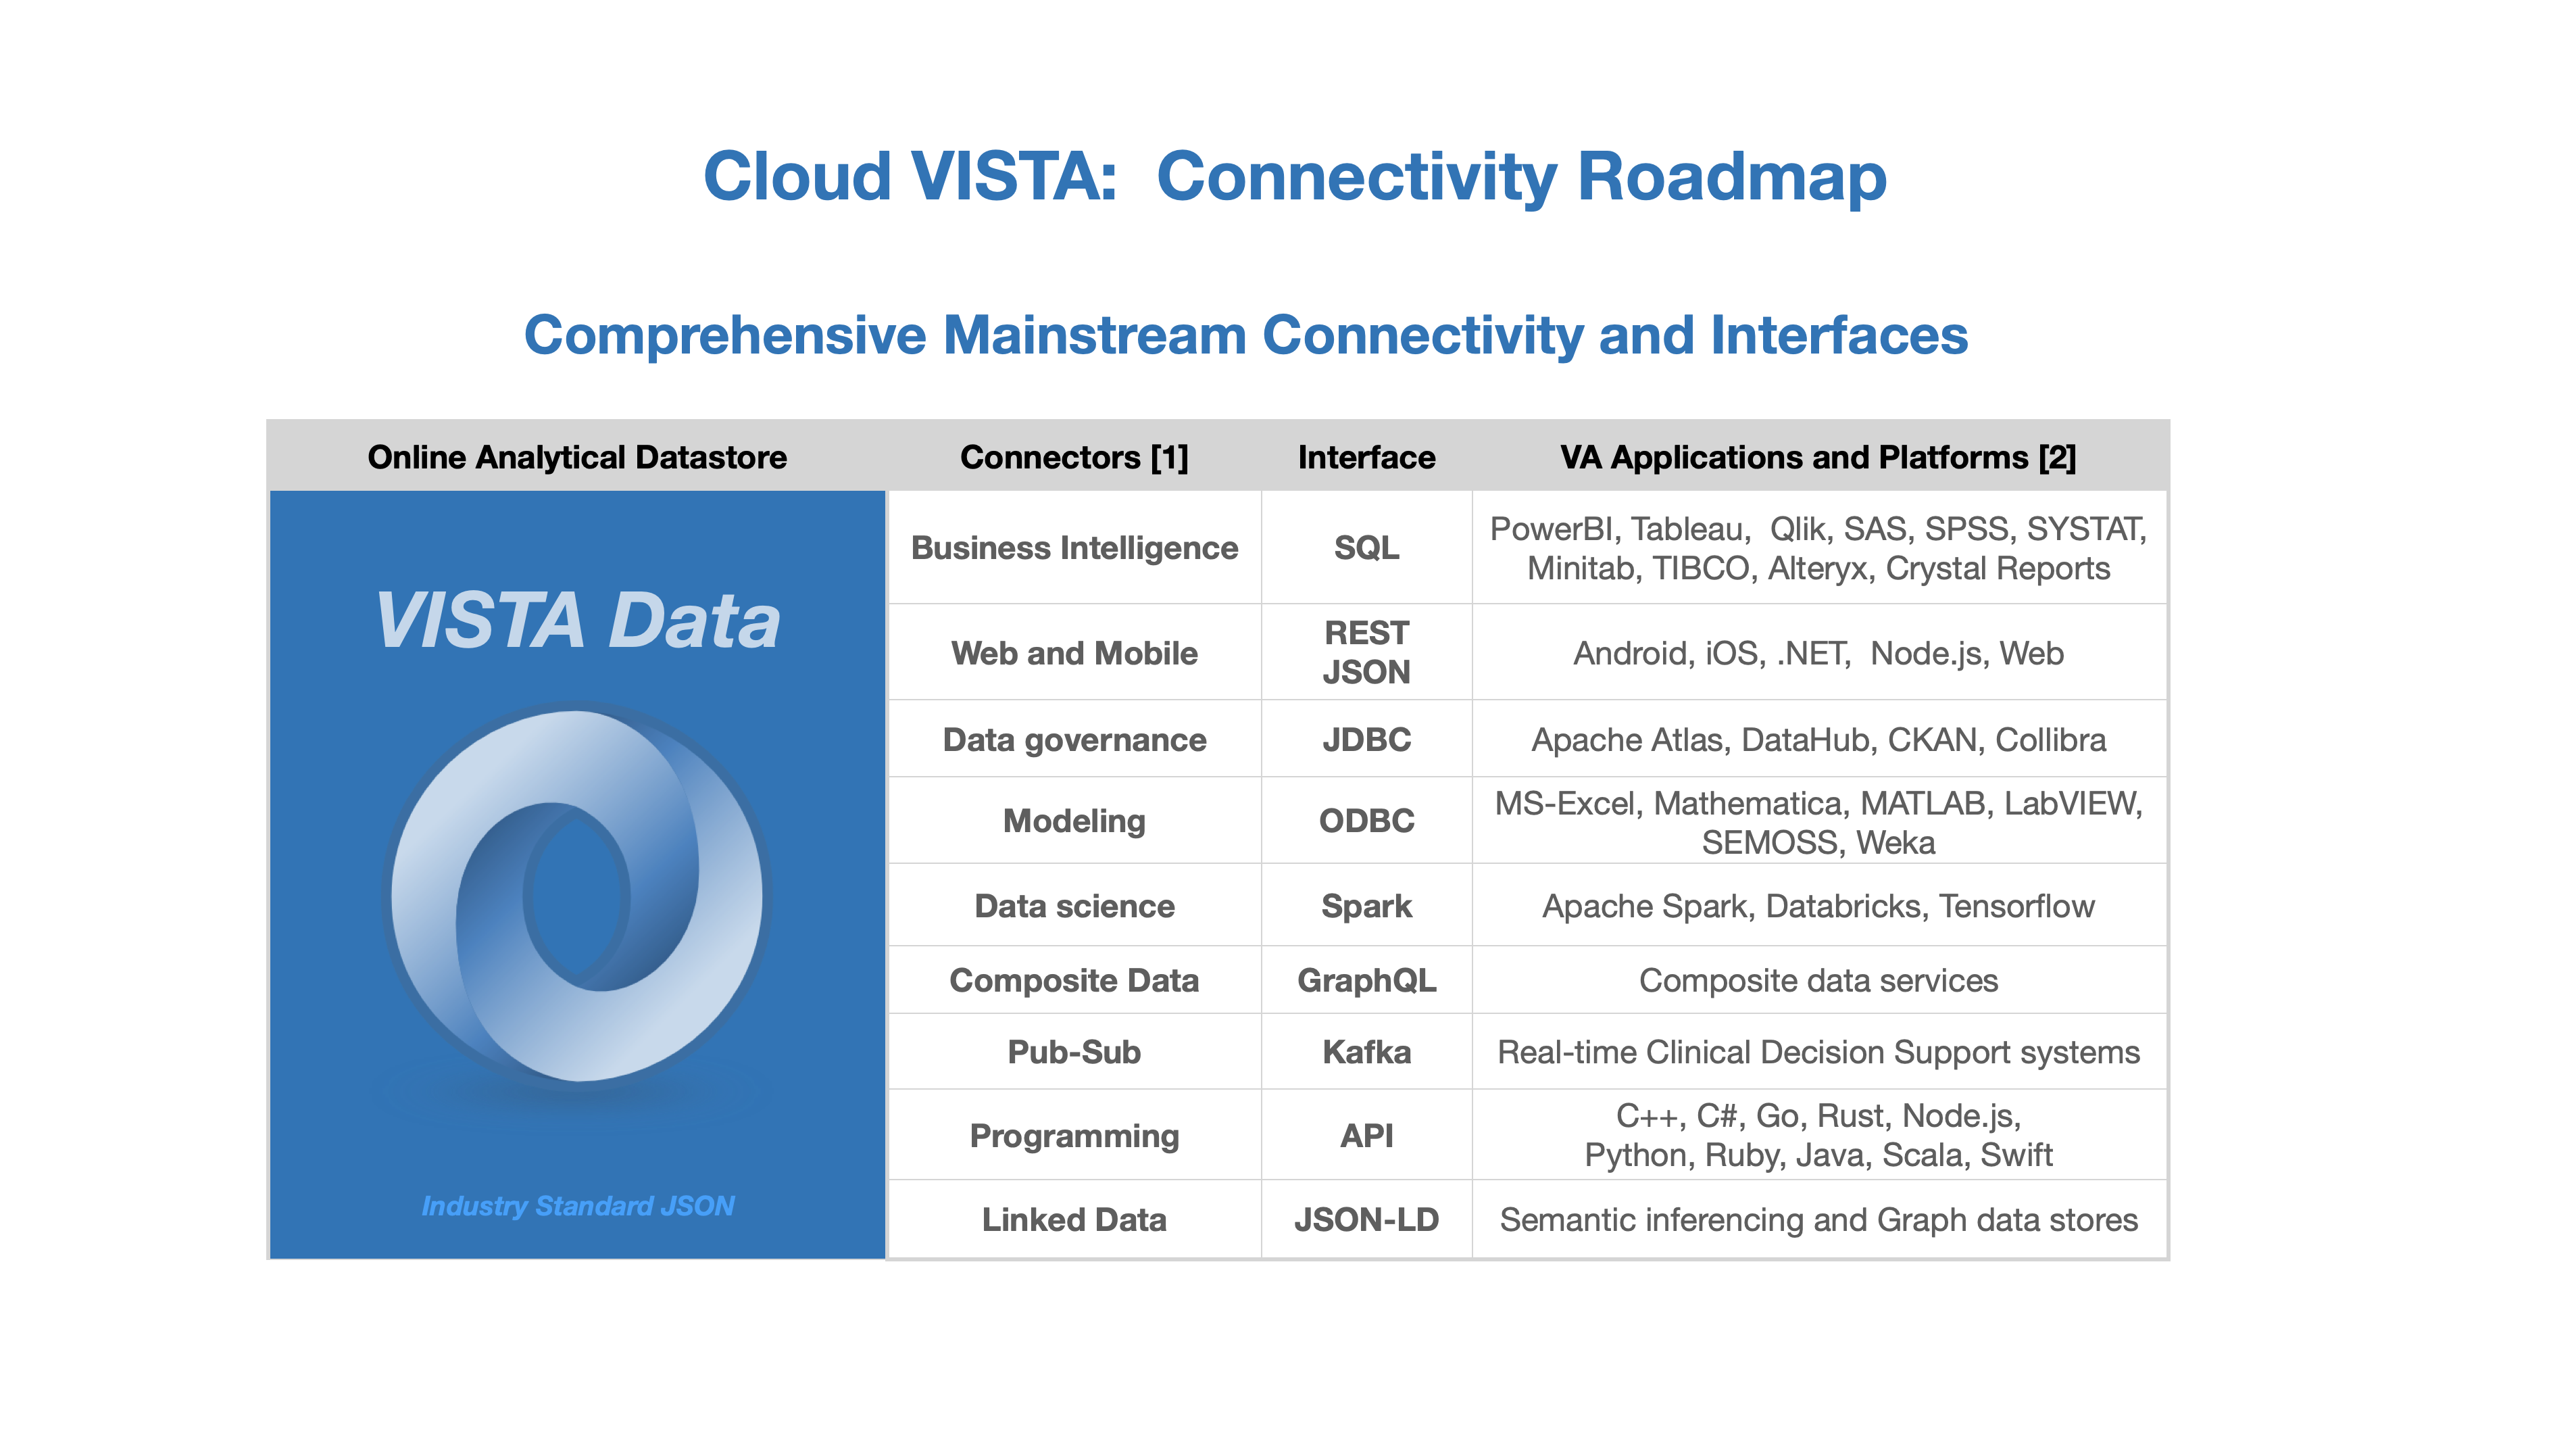 Cloud VISTA:  Connectivity Roadmap
Comprehensive Mainstream Connectivity and Interfaces
Online Analytical Datastore
Connectors [1]
Interface
VA Applications and Platforms [2]
VISTA Data
Industry Standard JSON
Business Intelligence
SQL
PowerBI, Tableau,  Qlik, SAS, SPSS, SYSTAT,
Minitab, TIBCO, Alteryx, Crystal Reports
Web and Mobile
REST
JSON
Android, iOS, .NET,  Node.js, Web
Data governance
JDBC
Apache Atlas, DataHub, CKAN, Collibra
Modeling
ODBC
MS-Excel, Mathematica, MATLAB, LabVIEW,
SEMOSS, Weka
Data science
Spark
Apache Spark, Databricks, Tensorflow
Composite Data
GraphQL
Composite data services
Pub-Sub
Kafka
Real-time Clinical Decision Support systems
Programming
API
C++, C#, Go, Rust, Node.js,
Python, Ruby, Java, Scala, Swift
Linked Data
JSON-LD
Semantic inferencing and Graph data stores